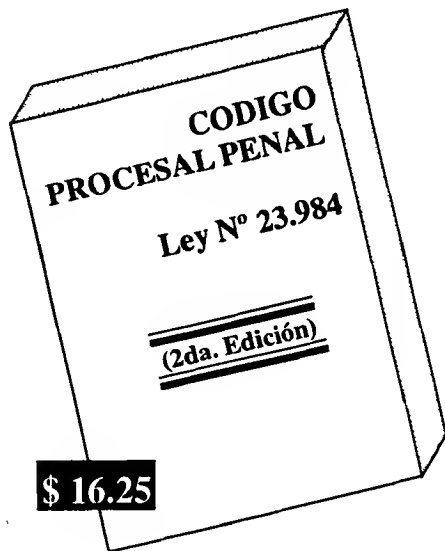 CODIGO
PROCESAL PENAL
Ley Nº 23.984
(2da. Edición)
$ 16.25